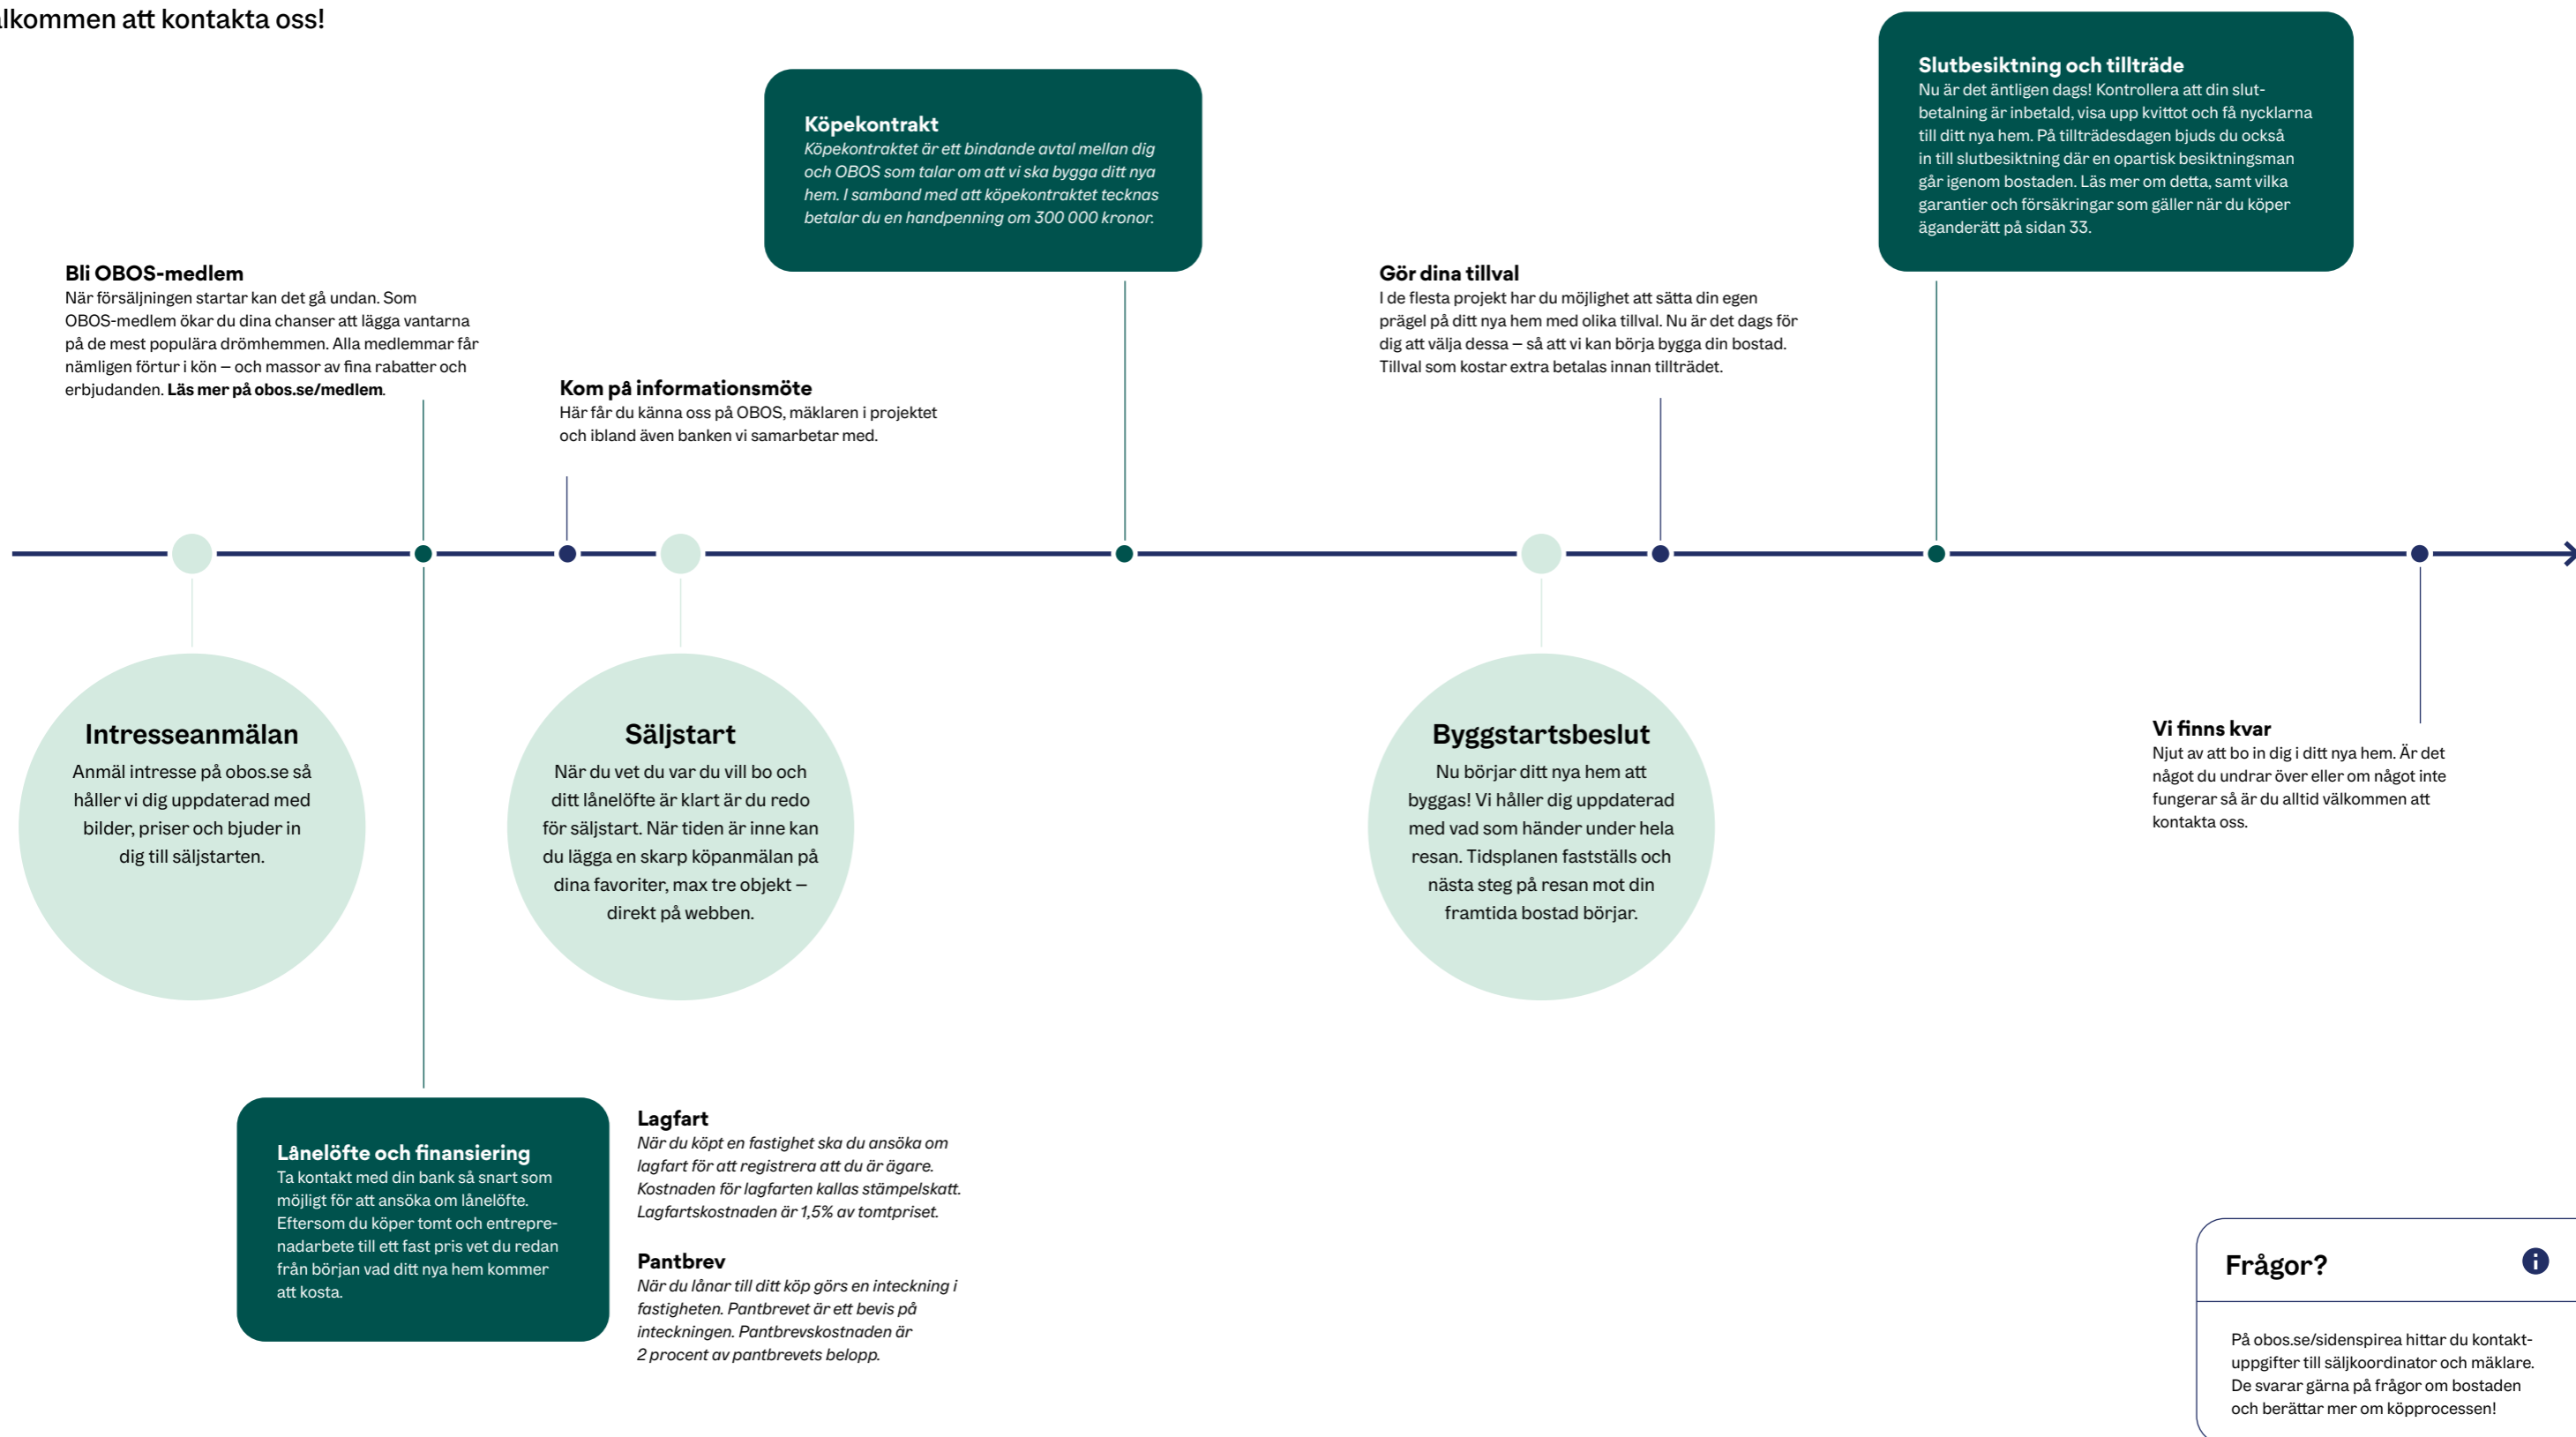 lkommen att kontakta oss!
Slutbesiktning och tillträde
Nu är det äntligen dags! Kontrollera att din slut-
betalning är inbetald, visa upp kvittot och få nycklarna
till ditt nya hem. På tillträdesdagen bjuds du också
in till slutbesiktning där en opartisk besiktningsman
går igenom bostaden. Läs mer om detta, samt vilka
garantier och försäkringar som gäller när du köper
äganderätt på sidan 33.
Köpekontrakt
Köpekontraktet är ett bindande avtal mellan dig
och OBOS som talar om att vi ska bygga ditt nya
hem. I samband med att köpekontraktet tecknas
betalar du en handpenning om 300 000 kronor.
Bli OBOS-medlem
När försäljningen startar kan det gå undan. Som
OBOS-medlem ökar du dina chanser att lägga vantarna
på de mest populära drömhemmen. Alla medlemmar får
nämligen förtur i kön – och massor av fina rabatter och
erbjudanden. Läs mer på obos.se/medlem.
Kom på informationsmöte
Här får du känna oss på OBOS, mäklaren i projektet
och ibland även banken vi samarbetar med.
Gör dina tillval
I de flesta projekt har du möjlighet att sätta din egen
prägel på ditt nya hem med olika tillval. Nu är det dags för
dig att välja dessa – så att vi kan börja bygga din bostad.
Tillval som kostar extra betalas innan tillträdet.
Intresseanmälan
Anmäl intresse på obos.se så
håller vi dig uppdaterad med
bilder, priser och bjuder in
dig till säljstarten.
Säljstart
När du vet du var du vill bo och
ditt lånelöfte är klart är du redo
för säljstart. När tiden är inne kan
du lägga en skarp köpanmälan på
dina favoriter, max tre objekt –
direkt på webben.
Byggstartsbeslut
Nu börjar ditt nya hem att
byggas! Vi håller dig uppdaterad
med vad som händer under hela
resan. Tidsplanen fastställs och
nästa steg på resan mot din
framtida bostad börjar.
Vi finns kvar
Njut av att bo in dig i ditt nya hem. Är det
något du undrar över eller om något inte
fungerar så är du alltid välkommen att
kontakta oss.
Lånelöfte och finansiering
Ta kontakt med din bank så snart som
möjligt för att ansöka om lånelöfte.
Eftersom du köper tomt och entrepre-
nadarbete till ett fast pris vet du redan
från början vad ditt nya hem kommer
att kosta.
Lagfart
När du köpt en fastighet ska du ansöka om
lagfart för att registrera att du är ägare.
Kostnaden för lagfarten kallas stämpelskatt.
Lagfartskostnaden är 1,5% av tomtpriset.
Pantbrev
När du lånar till ditt köp görs en inteckning i
fastigheten. Pantbrevet är ett bevis på
inteckningen. Pantbrevskostnaden är
2 procent av pantbrevets belopp.
Frågor?
På obos.se/sidenspirea hittar du kontakt-
uppgifter till säljkoordinator och mäklare.
De svarar gärna på frågor om bostaden
och berättar mer om köpprocessen!